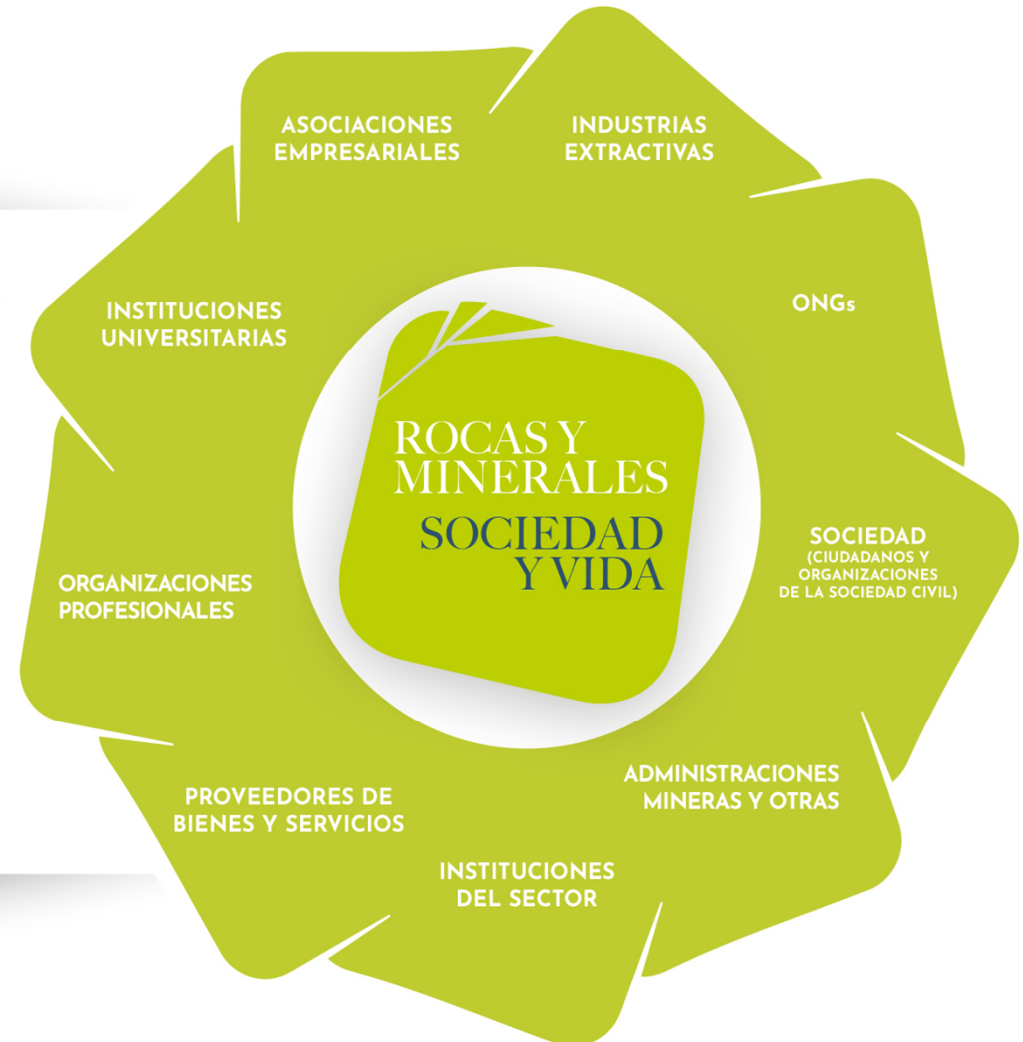 ASOCIACIONES
EMPRESARIALES
INDUSTRIAS
EXTRACTIVAS
ONGs
INSTITUCIONES
UNIVERSITARIAS
ROCAS Y
MINERALES
SOCIEDAD
Y VIDA
SOCIEDAD
(CIUDADANOS Y
ORGANIZACIONES
DE LA SOCIEDAD CIVIL)
ORGANIZACIONES
PROFESIONALES
ADMINISTRACIONES
MINERAS Y OTRAS
PROVEEDORES DE
BIENES Y SERVICIOS
INSTITUCIONES
DEL SECTOR